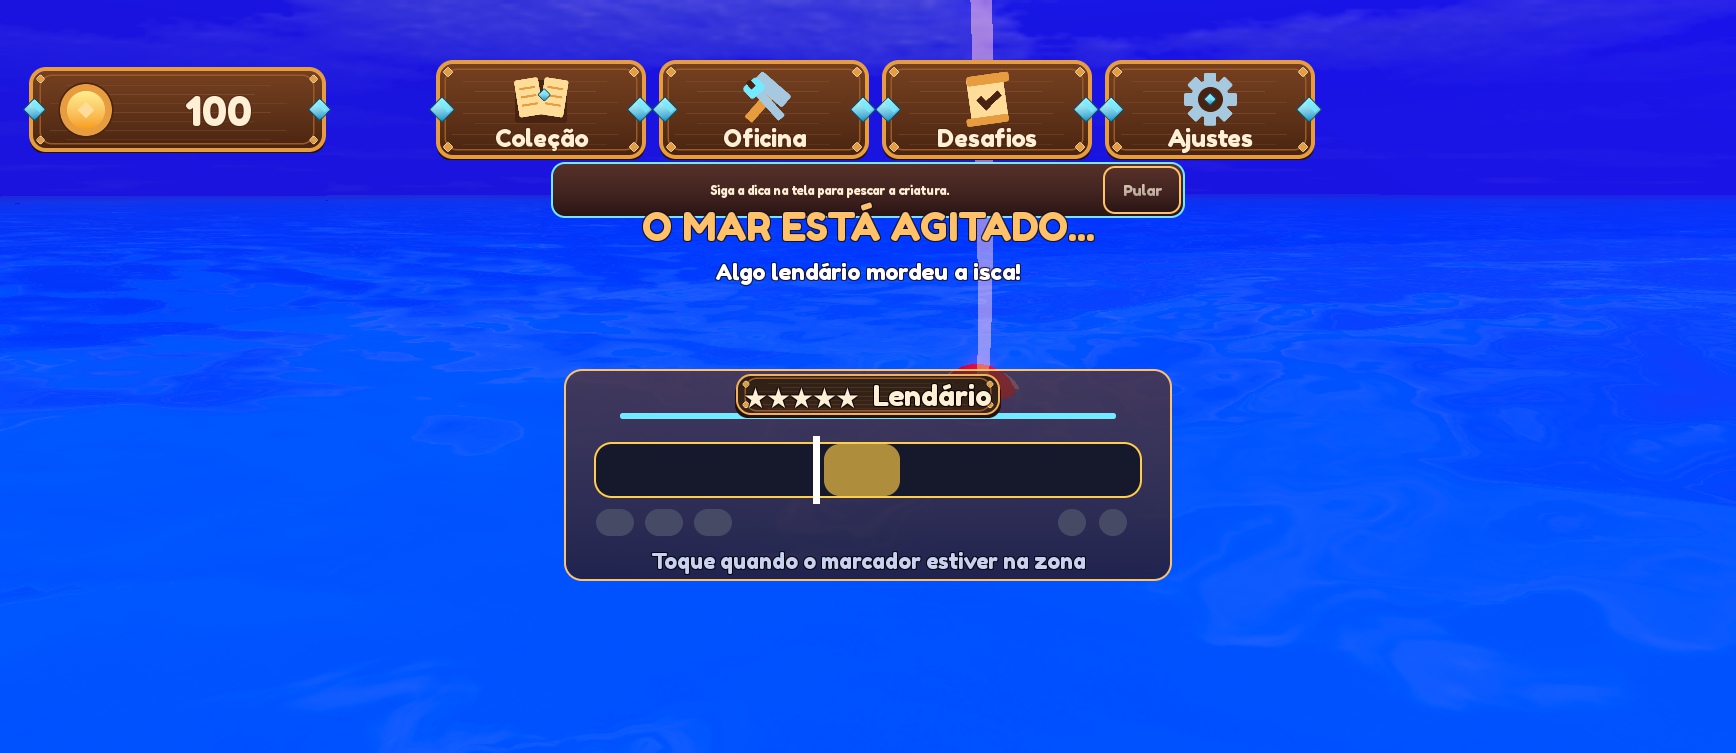 100
Coleção
Oficina
Desafios
Ajustes
Siga a dica na tela para pescar a criatura.
Pular
O MAR ESTÁ AGITADO...
Algo lendário mordeu a isca!
★★★★★ Lendário
Toque quando o marcador estiver na zona